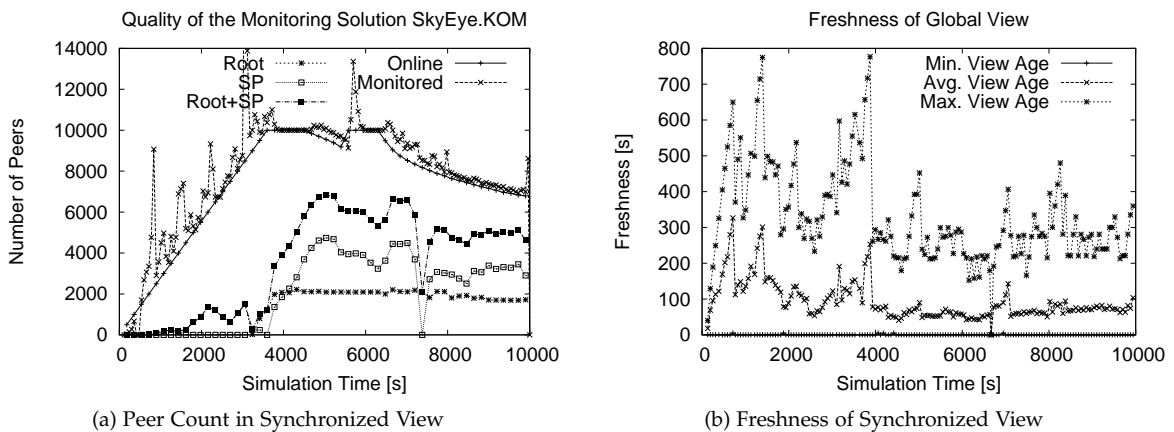 Quality of the Monitoring Solution SkyEye.KOM
Number of Peers
14000
12000
10000
8000
6000
4000
2000
0
Root
SP
Root+SP
Online
Monitored
0 2000 4000 6000 8000 10000
Simulation Time [s]
(a) Peer Count in Synchronized View
Freshness of Global View
Freshness [s]
800
700
600
500
400
300
200
100
0
Min. View Age
Avg. View Age
Max. View Age
0 2000 4000 6000 8000 10000
Simulation Time [s]
(b) Freshness of Synchronized View